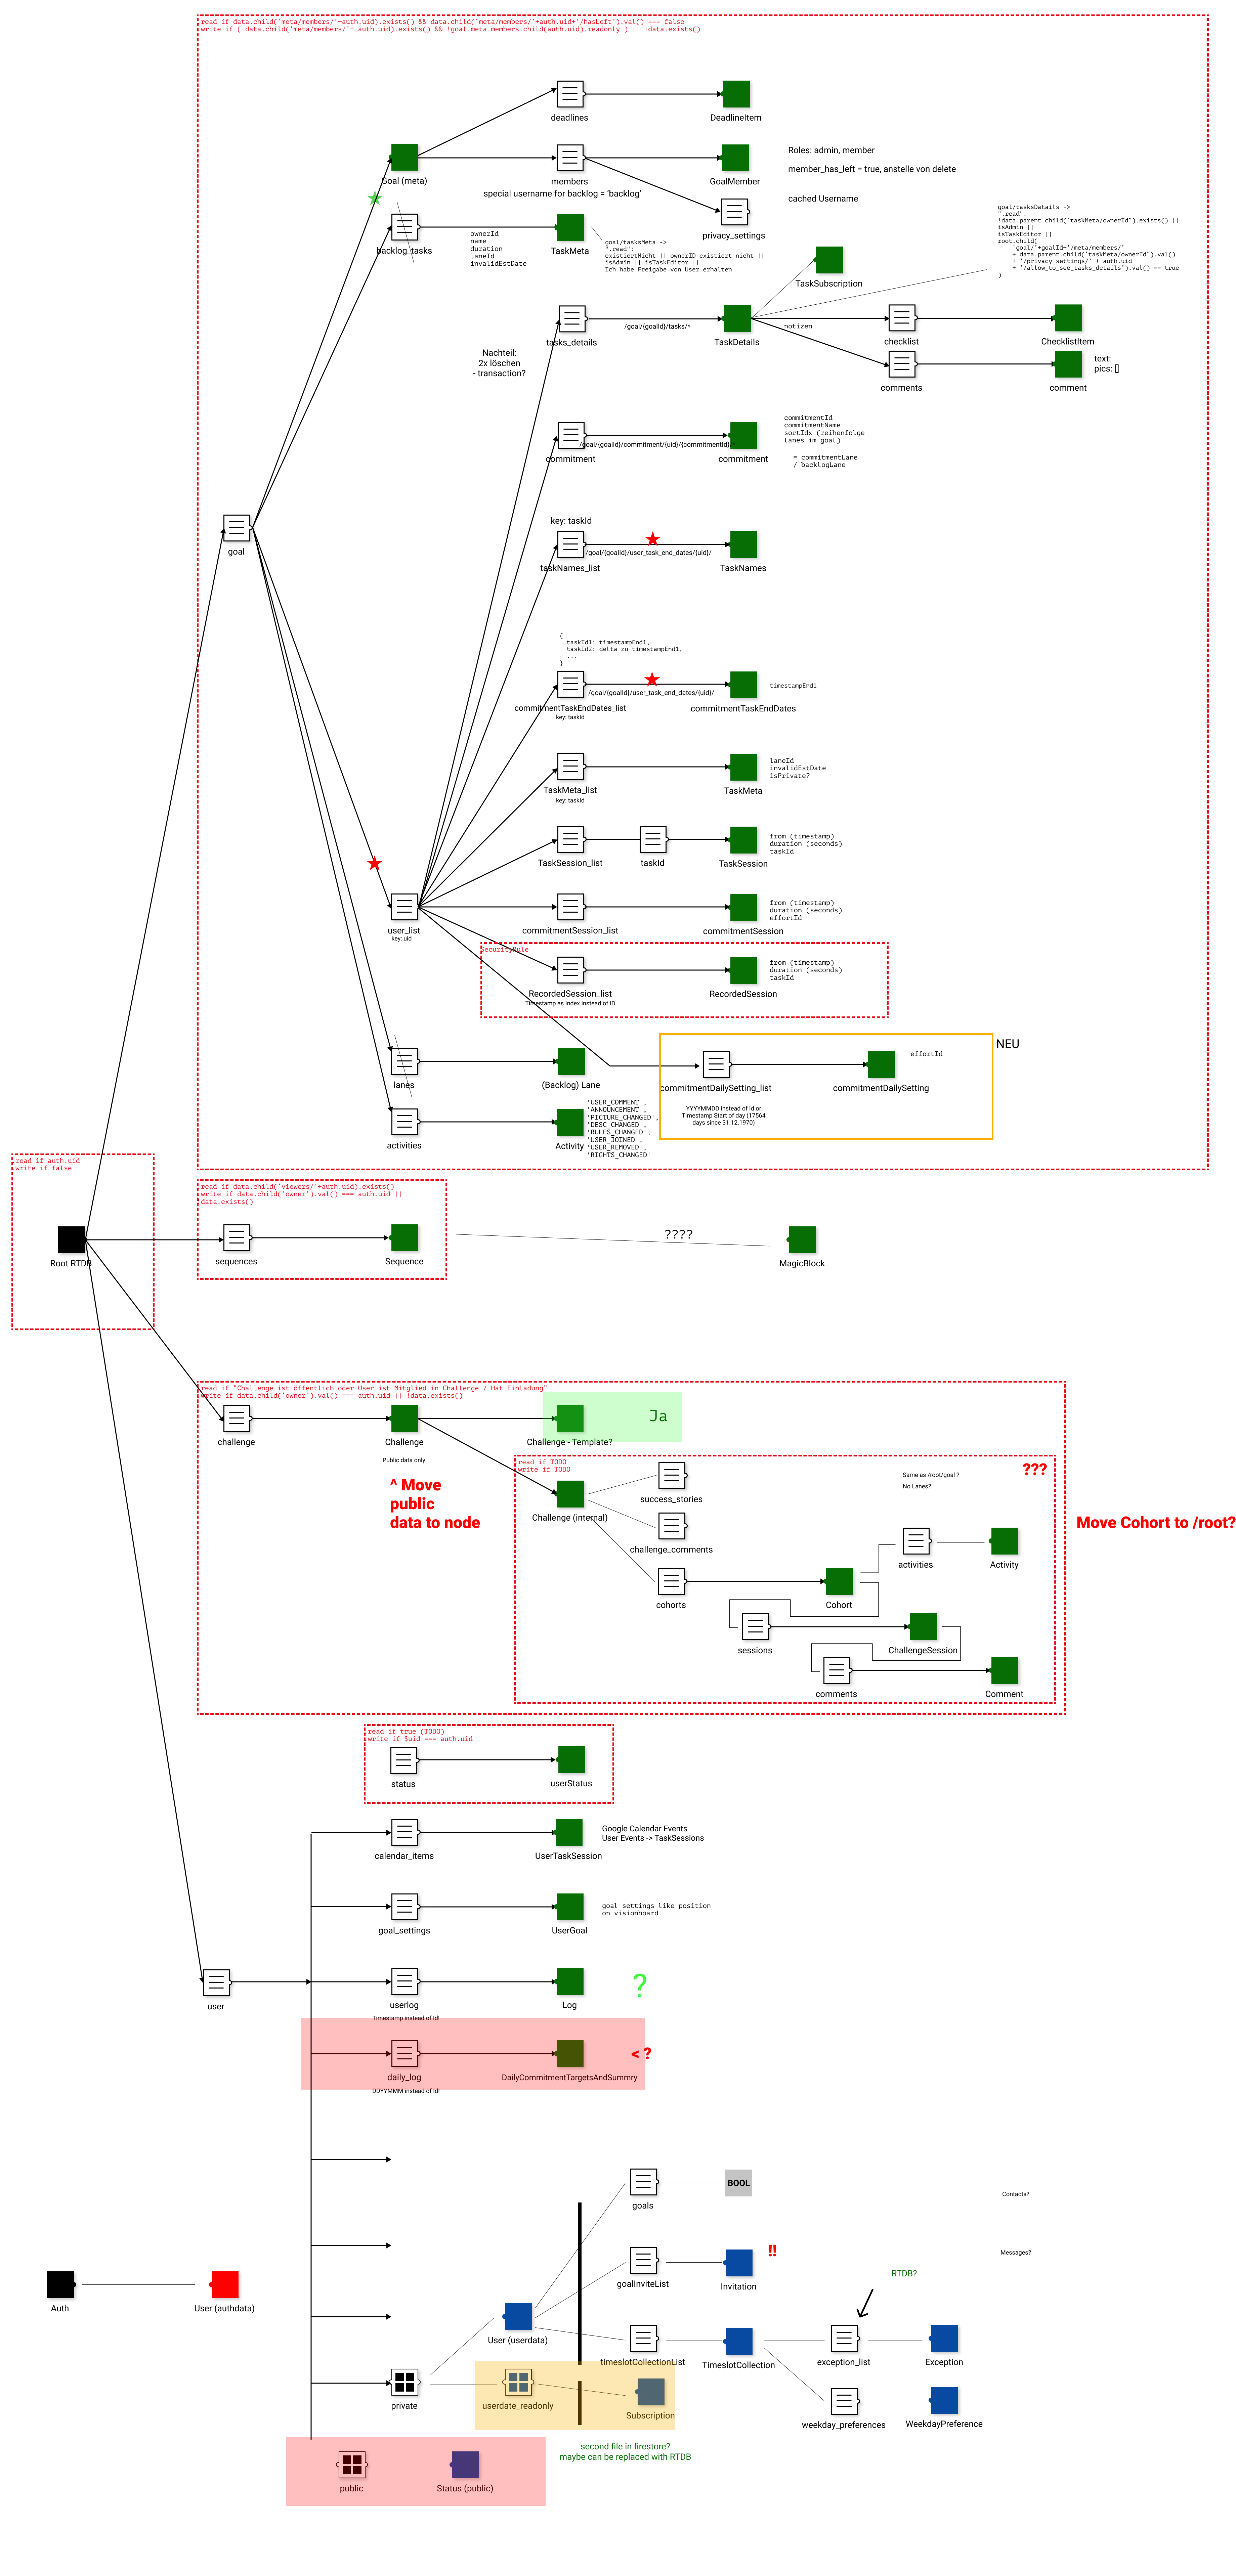 read if data.child('meta/members/'+auth.uid).exists() && data.child('meta/members/'+auth.uid+'/hasLeft').val() === false
write if ( data.child('meta/members/'+ auth.uid).exists() && !goal.meta.members.child(auth.uid).readonly ) || !data.exists()
deadlines
DeadlineItem
Goal (meta)
members
special username for backlog = 'backlog'
GoalMember
Roles: admin, member
member_has_left = true, anstelle von delete
cached Username
privacy_settings
backlog_tasks
ownerId
name
duration
laneId
invalidEstDate
TaskMeta
goal/tasksMeta ->
".read":
existiertNicht || ownerID existiert nicht ||
isAdmin || isTaskEditor ||
Ich habe Freigabe von User erhalten
goal/tasksDatails ->
".read":
!data.parent.child('taskMeta/ownerId").exists() ||
isAdmin ||
isTaskEditor ||
root.child(
'goal/'+goalId+'/meta/members/'
+ data.parent.child('taskMeta/ownerId").val()
+ '/privacy_settings/' + auth.uid
+ '/allow_to_see_tasks_details').val() == true
)
TaskSubscription
tasks_details
/goal/{goalId}/tasks/*
TaskDetails
notizen
checklist
ChecklistItem
comments
comment
text:
pics: []
Nachteil:
2x löschen
- transaction?
commitment
/goal/{goalId}/commitment/{uid}/{commitmentId}/*
commitment
commitmentId
commitmentName
sortIdx (reihenfolge
lanes im goal)
= commitmentLane
/ backlogLane
goal
key: taskId
taskNames_list
/goal/{goalId}/user_task_end_dates/{uid}/
TaskNames
{
taskId1: timestampEnd1,
taskId2: delta zu timestampEnd1,
...
}
commitmentTaskEndDates_list
key: taskId
/goal/{goalId}/user_task_end_dates/{uid}/
commitmentTaskEndDates
timestampEnd1
TaskMeta_list
key: taskId
TaskMeta
laneId
invalidEstDate
isPrivate?
TaskSession_list
taskId
TaskSession
from (timestamp)
duration (seconds)
taskId
user_list
key: uid
commitmentSession_list
commitmentSession
from (timestamp)
duration (seconds)
effortId
SecurityRule
RecordedSession_list
Timestamp as Index instead of ID
RecordedSession
from (timestamp)
duration (seconds)
taskId
NEU
lanes
(Backlog) Lane
commitmentDailySetting_list
YYYYMMDD instead of Id or
Timestamp Start of day (17564
days since 31.12.1970)
commitmentDailySetting
effortId
activities
Activity
'USER_COMMENT',
'ANNOUNCEMENT',
'PICTURE_CHANGED',
'DESC_CHANGED',
'RULES_CHANGED',
'USER_JOINED',
'USER_REMOVED',
'RIGHTS_CHANGED'
read if auth.uid
write if false
Root RTDB
read if data.child('viewers/'+auth.uid).exists()
write if data.child('owner').val() === auth.uid ||
!data.exists()
sequences
Sequence
????
MagicBlock
read if "Challenge ist öffentlich oder User ist Mitglied in Challenge / Hat Einladung"
write if data.child('owner').val() === auth.uid || !data.exists()
challenge
Challenge
Public data only!
Challenge - Template?
Ja
^ Move
public
data to node
read if TODO
write if TODO
Challenge (internal)
success_stories
challenge_comments
cohorts
Cohort
Same as /root/goal ?
No Lanes?
???
activities
Activity
sessions
ChallengeSession
comments
Comment
Move Cohort to /root?
read if true (TODO)
write if $uid === auth.uid
status
userStatus
calendar_items
UserTaskSession
Google Calendar Events
User Events -> TaskSessions
goal_settings
UserGoal
goal settings like position
on visionboard
user
userlog
Timestamp instead of Id!
Log
?
daily_log
DDYYMMM instead of Id!
DailyCommitmentTargetsAndSummry
< ?
goals
BOOL
Contacts?
goalInviteList
Invitation
!!
Messages?
RTDB?
Auth
User (authdata)
User (userdata)
timeslotCollectionList
TimeslotCollection
exception_list
Exception
private
userdate_readonly
Subscription
weekday_preferences
WeekdayPreference
second file in firestore?
maybe can be replaced with RTDB
public
Status (public)